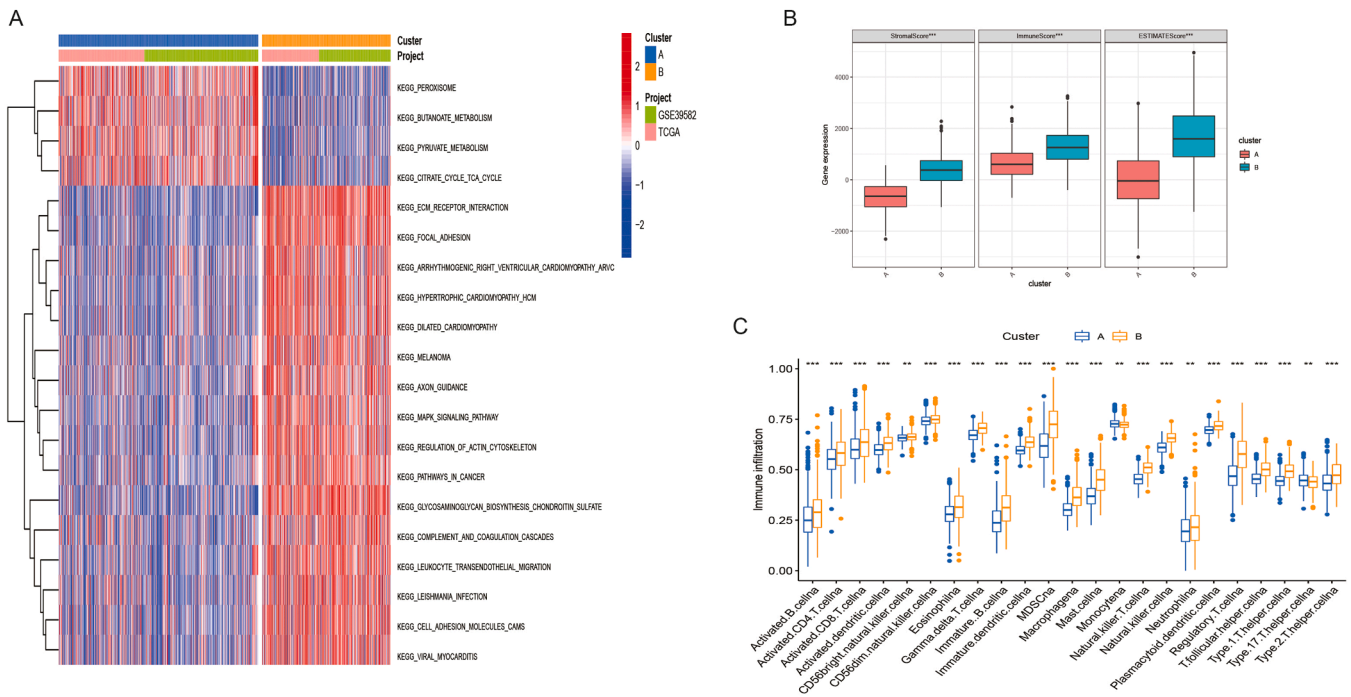 A
Custer
Project
KEGG_PEROXISOME
KEGG_BUTANOATE_METABOLISM
KEGG_PYRUVATE_METABOLISM
KEGG_CITRATE_CYCLE_TCA_CYCLE
KEGG_ECM_RECEPTOR_INTERACTION
KEGG_FOCAL_ADHESION
KEGG_ARRHYTHMOGENIC_RIGHT_VENTRICULAR_CARDIOMYOPATHY_ARVC
KEGG_HYPERTROPHIC_CARDIOMYOPATHY_HCM
KEGG_DILATED_CARDIOMYOPATHY
KEGG_MELANOMA
KEGG_AXON_GUIDANCE
KEGG_MAPK_SIGNALING_PATHWAY
KEGG_REGULATION_OF_ACTIN_CYTOSKELETON
KEGG_PATHWAYS_IN_CANCER
KEGG_GLYCOSAMINOGLYCAN_BIOSYNTHESIS_CHONDROITIN_SULFATE
KEGG_COMPLEMENT_AND_COAGULATION_CASCADES
KEGG_LEUKOCYTE_TRANSENDOTHELIAL_MIGRATION
KEGG_LEISHMANIA_INFECTION
KEGG_CELL_ADHESION_MOLECULES_CAMS
KEGG_VIRAL_MYOCARDITIS
2
1
0
-1
-2
Cluster
A
B
Project
GSE39582
TCGA
B
StromalScore*** ImmuneScore*** ESTIMATEScore***
Gene expression
4000
2000
0
-2000
A B A B A B
cluster
cluster
A
B
C
Custer A B
*** *** *** *** ** *** *** *** *** *** *** *** *** ** *** *** ** *** *** *** *** ** ***
Immune infiltration
1.00
0.75
0.50
0.25
0.00
Activated.B.cellna
Activated.CD4.T.cellna
Activated.CD8.T.cellna
Activated.dendritic.cellna
CD56bright.natural.killer.cellna
CD56dim.natural.killer.cellna
Eosinophilna
Gamma.delta.T.cellna
Immature..B.cellna
Immature.dendritic.cellna
MDSCna
Macrophagena
Mast.cellna
Monocytena
Natural.killer.T.cellna
Natural.killer.cellna
Neutrophilna
Plasmacytoid.dendritic.cellna
Regulatory.T.cellna
T.follicular.helper.cellna
Type.1.T.helper.cellna
Type.17.T.helper.cellna
Type.2.T.helper.cellna